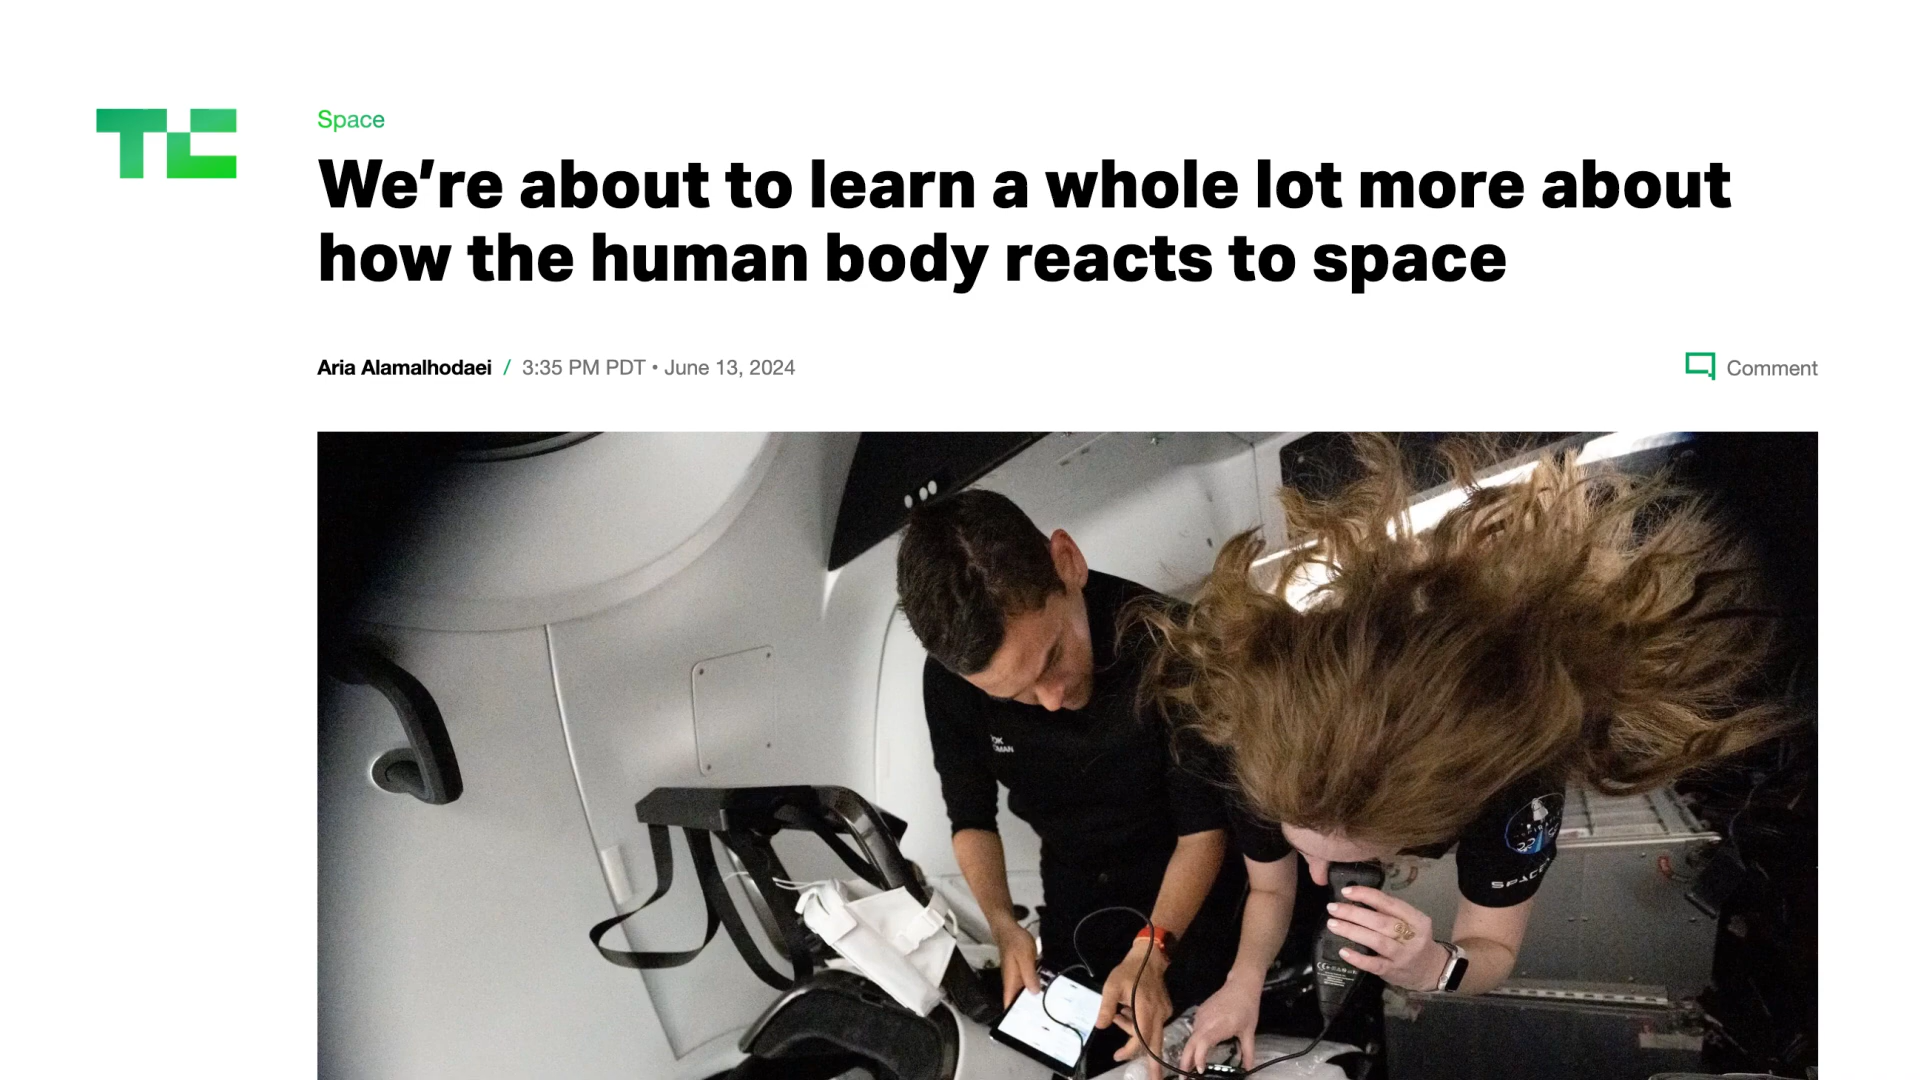 TC
Space
We’re about to learn a whole lot more about
how the human body reacts to space
Aria Alamalhodaei / 3:35 PM PDT • June 13, 2024
Comment
SPACEX